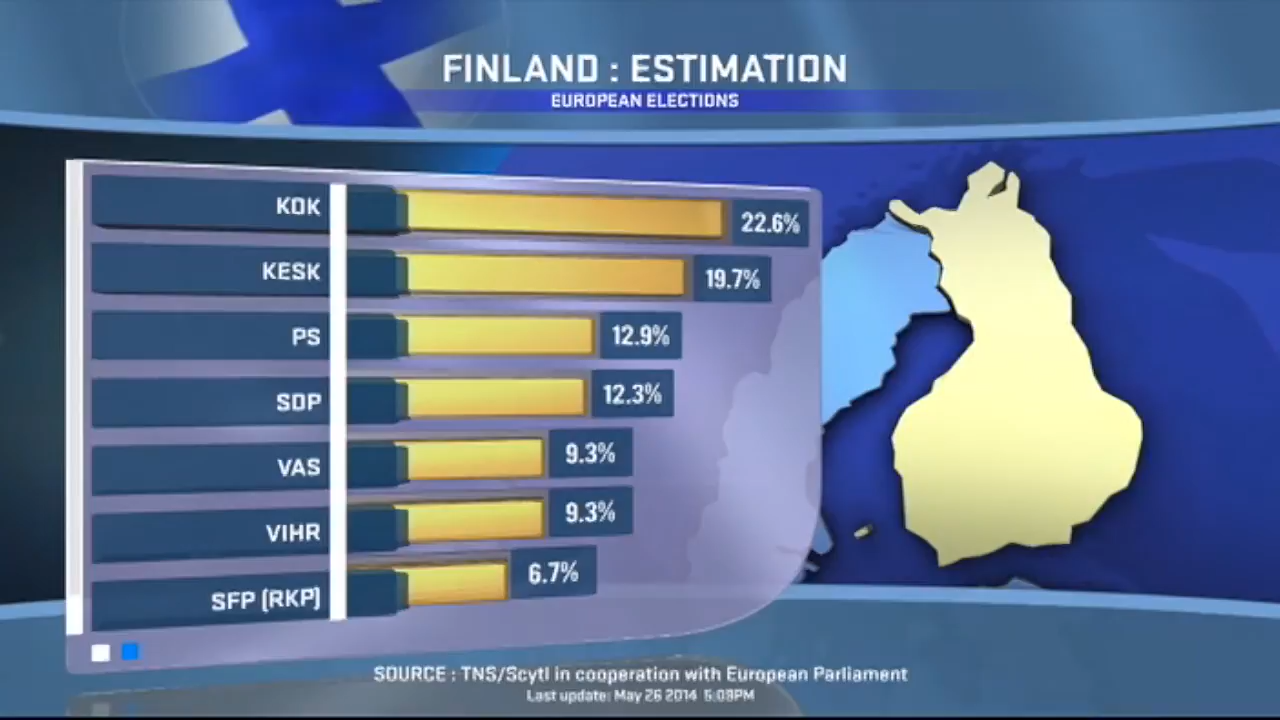 FINLAND : ESTIMATION
EUROPEAN ELECTIONS
KOK 22.6%
KESK 19.7%
PS 12.9%
SDP 12.3%
VAS 9.3%
VIHR 9.3%
SFP (RKP) 6.7%
SOURCE : TNS/Scytl in cooperation with European Parliament
Last update: May 26 2014 5:09PM